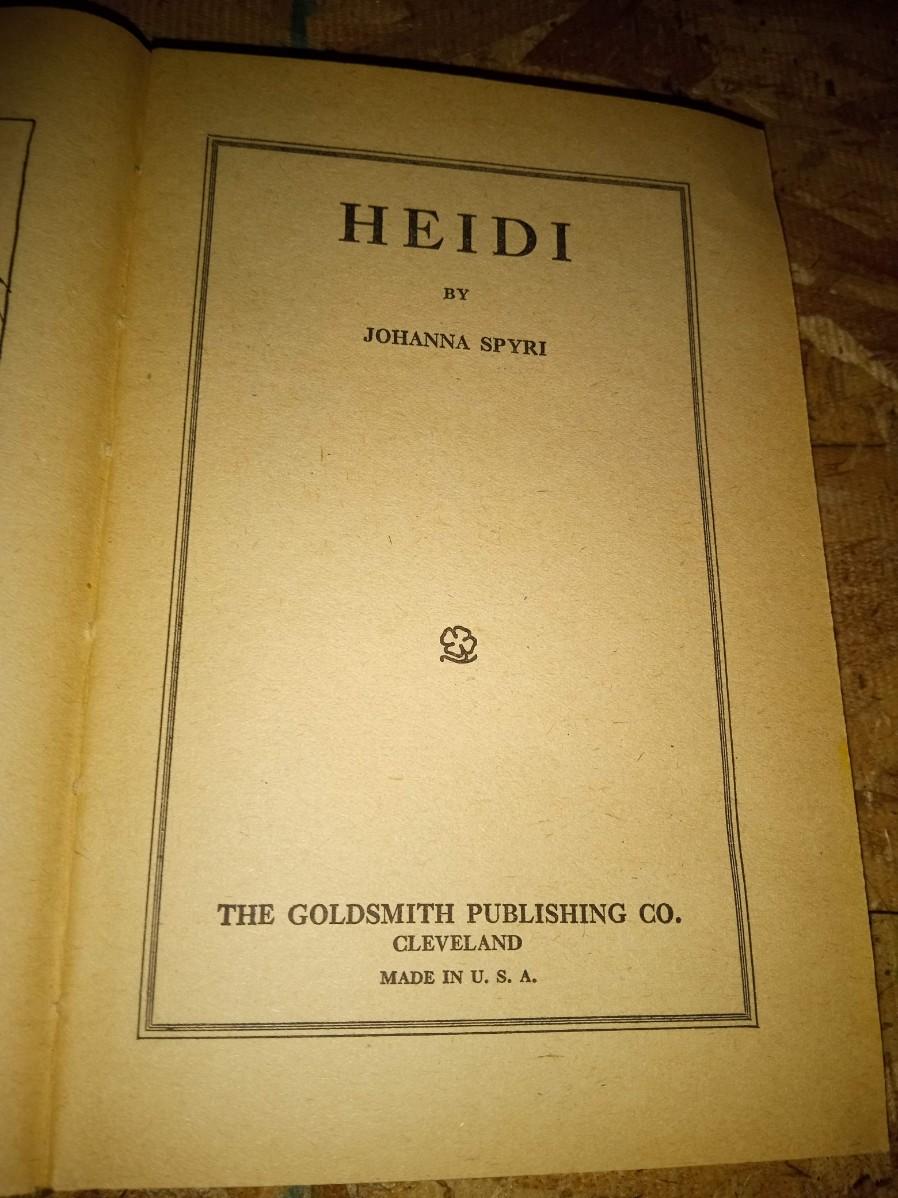 HEIDI
BY
JOHANNA SPYRI
THE GOLDSMITH PUBLISHING CO.
CLEVELAND
MADE IN U. S. A.